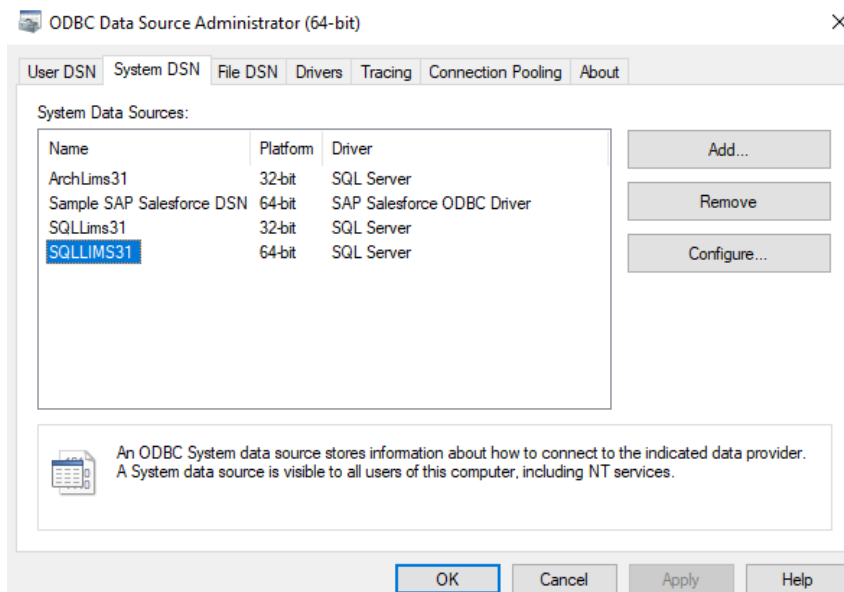 ODBC Data Source Administrator (64-bit)
User DSN System DSN File DSN Drivers Tracing Connection Pooling About
System Data Sources:
Name Platform Driver
ArchLims31 32-bit SQL Server
Sample SAP Salesforce DSN 64-bit SAP Salesforce ODBC Driver
SQLLims31 32-bit SQL Server
SQLLIMS31 64-bit SQL Server
Add...
Remove
Configure...
An ODBC System data source stores information about how to connect to the indicated data provider.
A System data source is visible to all users of this computer, including NT services.
OK Cancel Apply Help